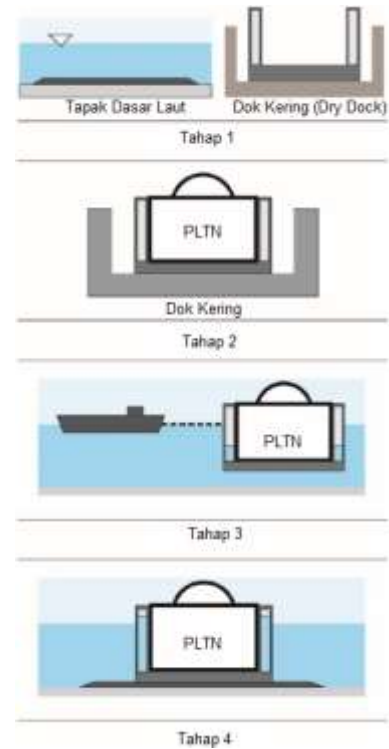 Tapak Dasar Laut Dok Kering (Dry Dock)
Tahap 1
PLTN
Dok Kering
Tahap 2
PLTN
Tahap 3
PLTN
Tahap 4